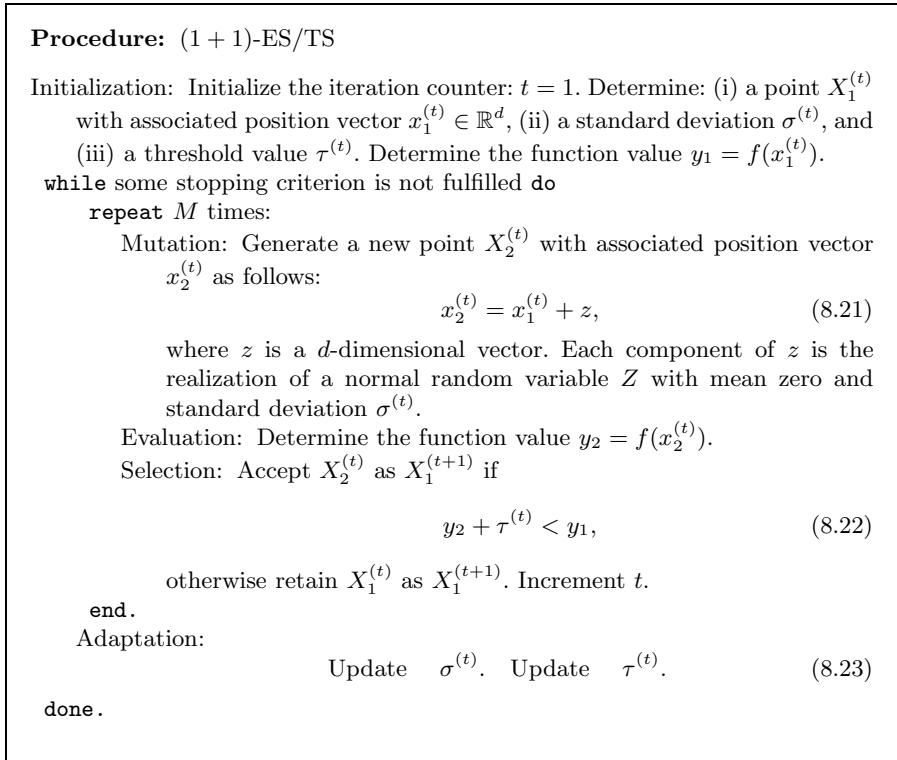 Procedure: (1 + 1)-ES/TS
Initialization: Initialize the iteration counter: t = 1. Determine: (i) a point X_1^{(t)}
with associated position vector x_1^{(t)} ∈ ℝ^d, (ii) a standard deviation σ^{(t)}, and
(iii) a threshold value τ^{(t)}. Determine the function value y_1 = f(x_1^{(t)}).
while some stopping criterion is not fulfilled do
repeat M times:
Mutation: Generate a new point X_2^{(t)} with associated position vector
x_2^{(t)} as follows:
x_2^{(t)} = x_1^{(t)} + z, (8.21)
where z is a d-dimensional vector. Each component of z is the
realization of a normal random variable Z with mean zero and
standard deviation σ^{(t)}.
Evaluation: Determine the function value y_2 = f(x_2^{(t)}).
Selection: Accept X_2^{(t)} as X_1^{(t+1)} if
y_2 + τ^{(t)} < y_1, (8.22)
otherwise retain X_1^{(t)} as X_1^{(t+1)}. Increment t.
end.
Adaptation:
Update σ^{(t)}. Update τ^{(t)}. (8.23)
done.